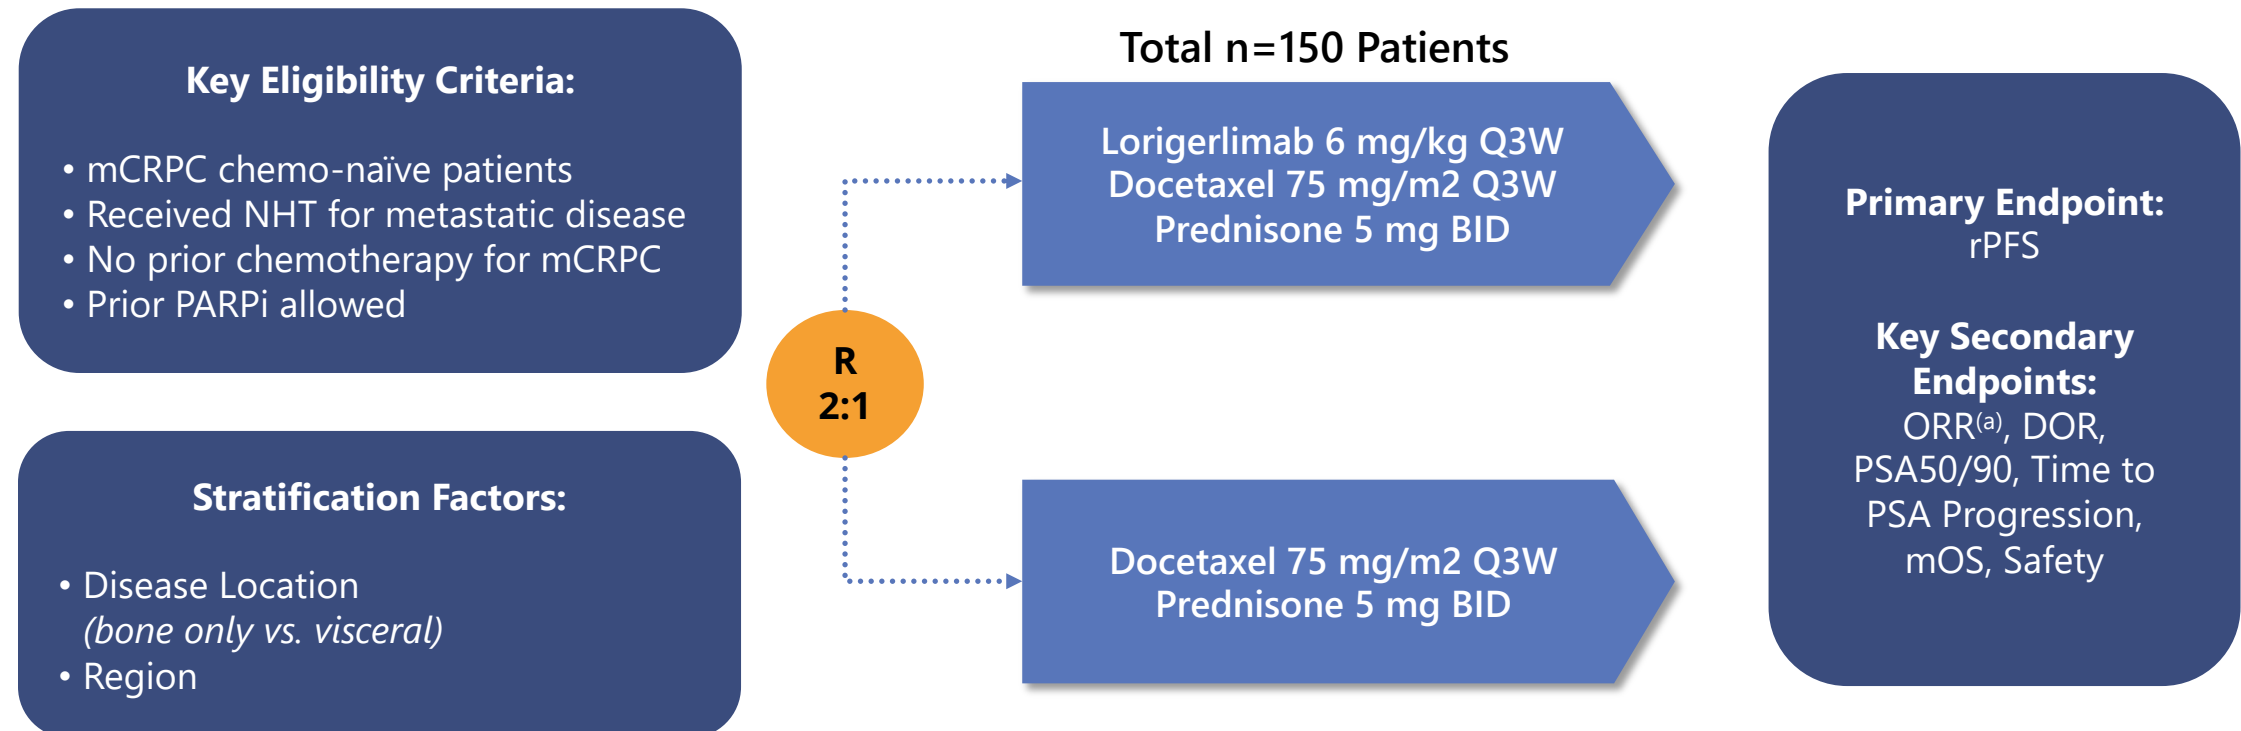 Key Eligibility Criteria:
• mCRPC chemo-naïve patients
• Received NHT for metastatic disease
• No prior chemotherapy for mCRPC
• Prior PARPi allowed
Stratification Factors:
• Disease Location
(bone only vs. visceral)
• Region
R
2:1
Total n=150 Patients
Lorigerlimab 6 mg/kg Q3W
Docetaxel 75 mg/m2 Q3W
Prednisone 5 mg BID
Docetaxel 75 mg/m2 Q3W
Prednisone 5 mg BID
Primary Endpoint:
rPFS
Key Secondary
Endpoints:
ORR(a), DOR,
PSA50/90, Time to
PSA Progression,
mOS, Safety